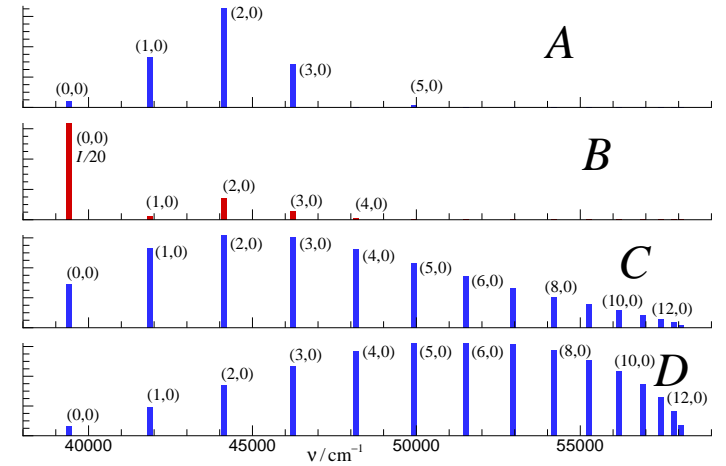 (0,0) (1,0) (2,0) (3,0) (5,0) A
(0,0) (1,0) (2,0) (3,0) (4,0) B
I/20
(0,0) (1,0) (2,0) (3,0) (4,0) (5,0) (6,0) (8,0) (10,0) (12,0) C
(0,0) (1,0) (2,0) (3,0) (4,0) (5,0) (6,0) (8,0) (10,0) (12,0) D
40000 45000 50000 55000
ν/cm⁻¹